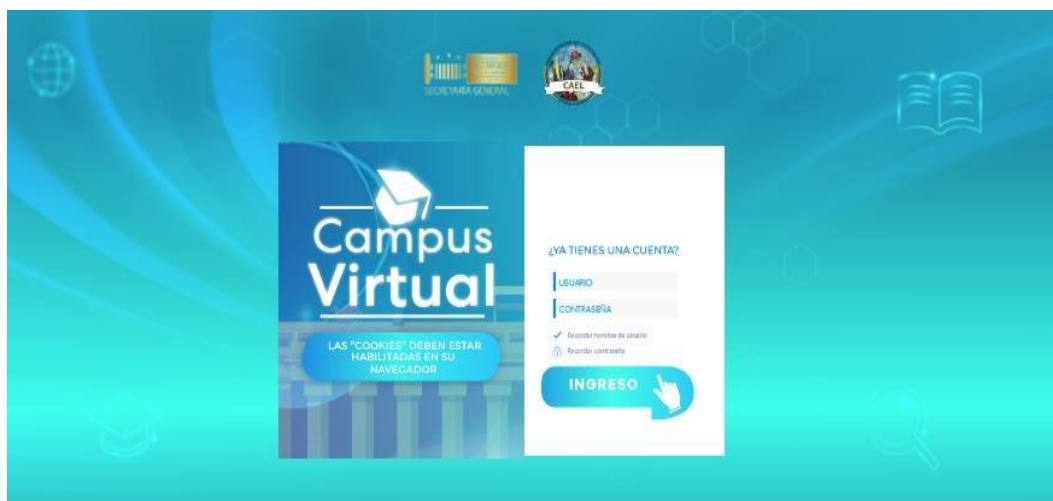 SECRETARÍA GENERAL
CAEL
Campus
Virtual
LAS "COOKIES" DEBEN ESTAR
HABILITADAS EN SU
NAVEGADOR
¿YA TIENES UNA CUENTA?
USUARIO
CONTRASEÑA
Recordar nombre de usuario
Recordar contraseña
INGRESO